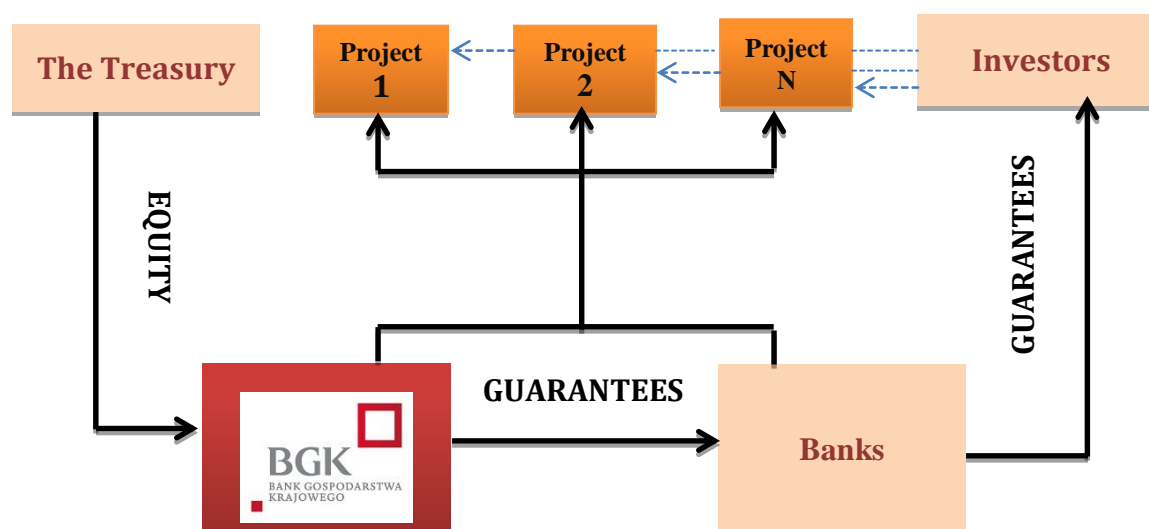 The Treasury
Project
1
Project
2
Project
N
Investors
EQUITY
GUARANTEES
GUARANTEES
BGK
BANK GOSPODARSTWA
KRAJOWEGO
Banks